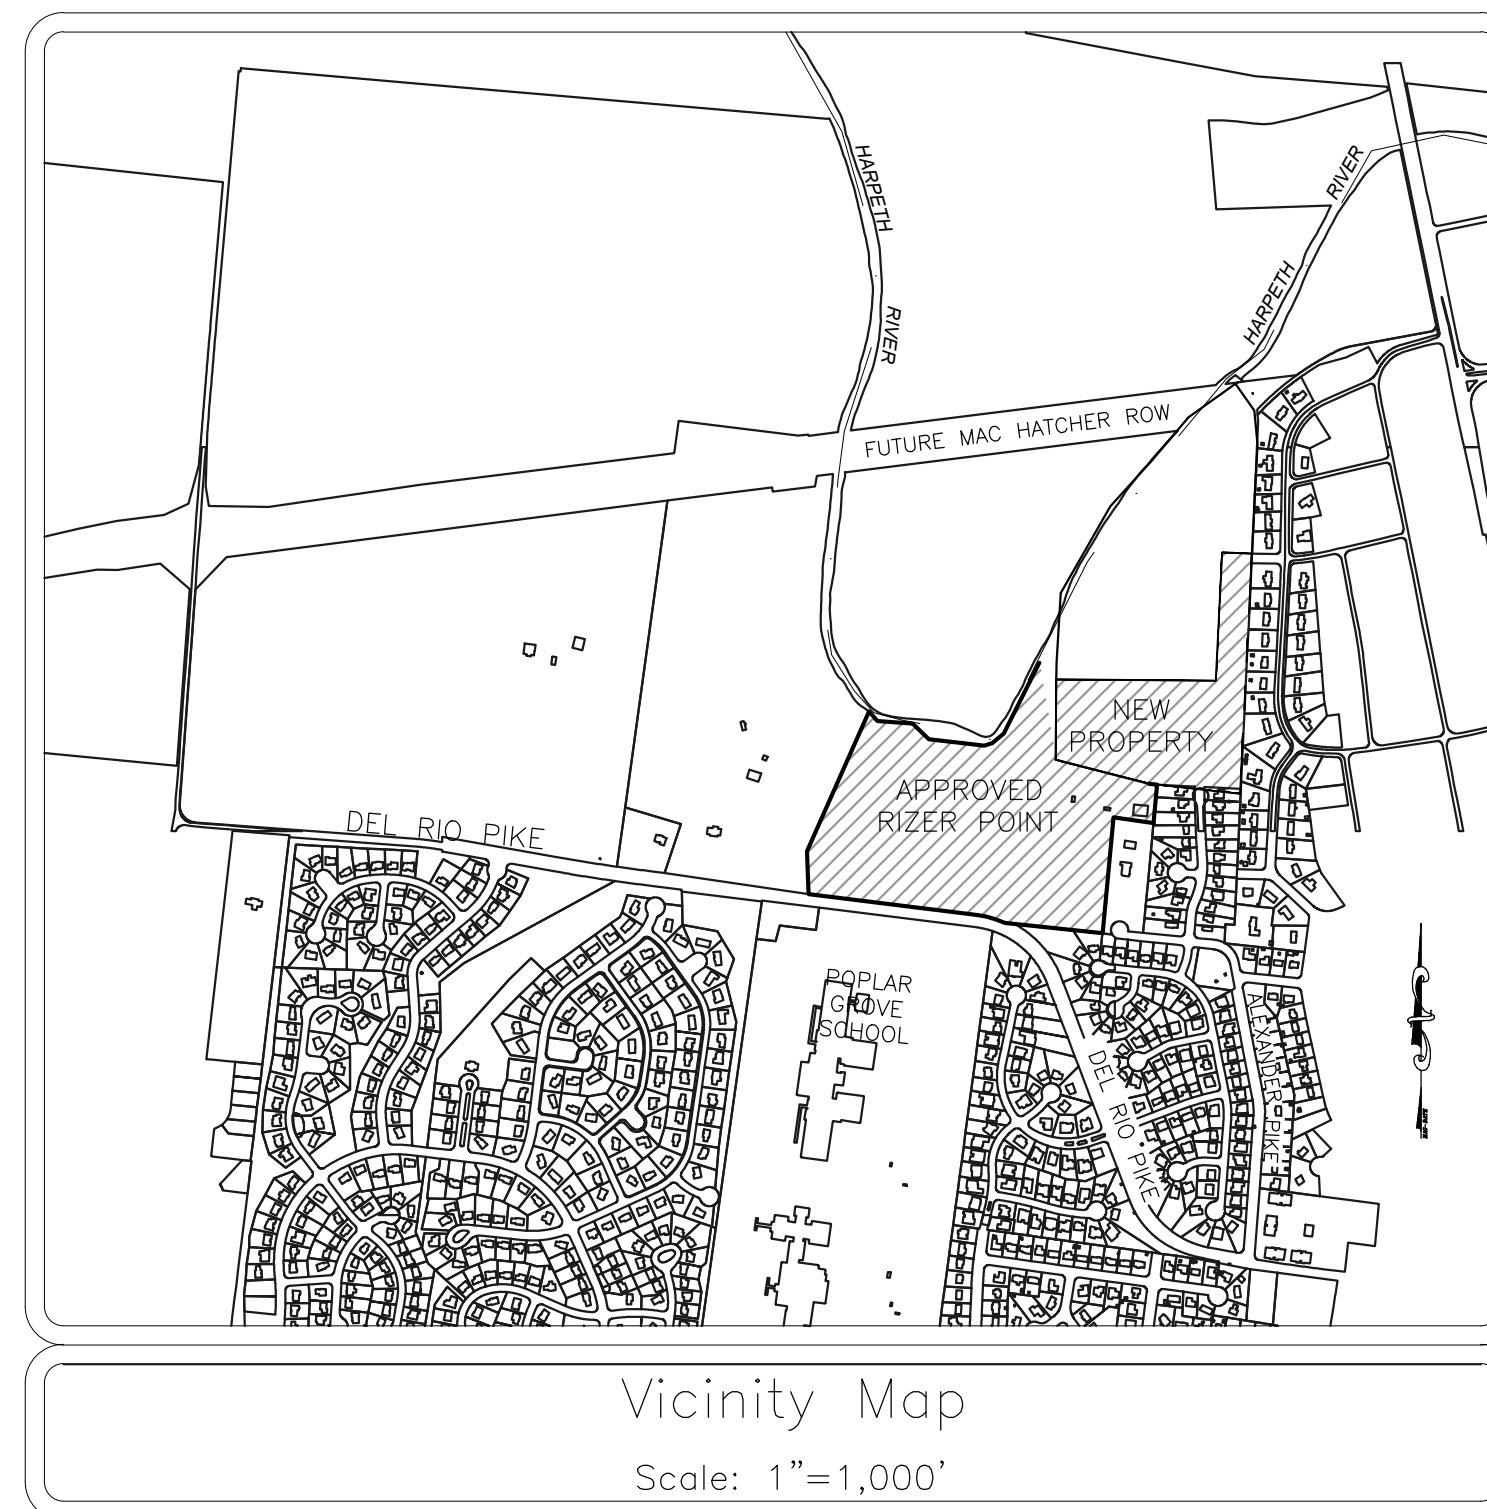 HARPETH
RIVER
RIVER
HARPETH
FUTURE MAC HATCHER ROW
NEW
PROPERTY
APPROVED
RIZER POINT
DEL RIO PIKE
POPLAR
GROVE
SCHOOL
DEL RIO PIKE
ALEXANDER PIKE
Vicinity Map
Scale: 1"=1,000'